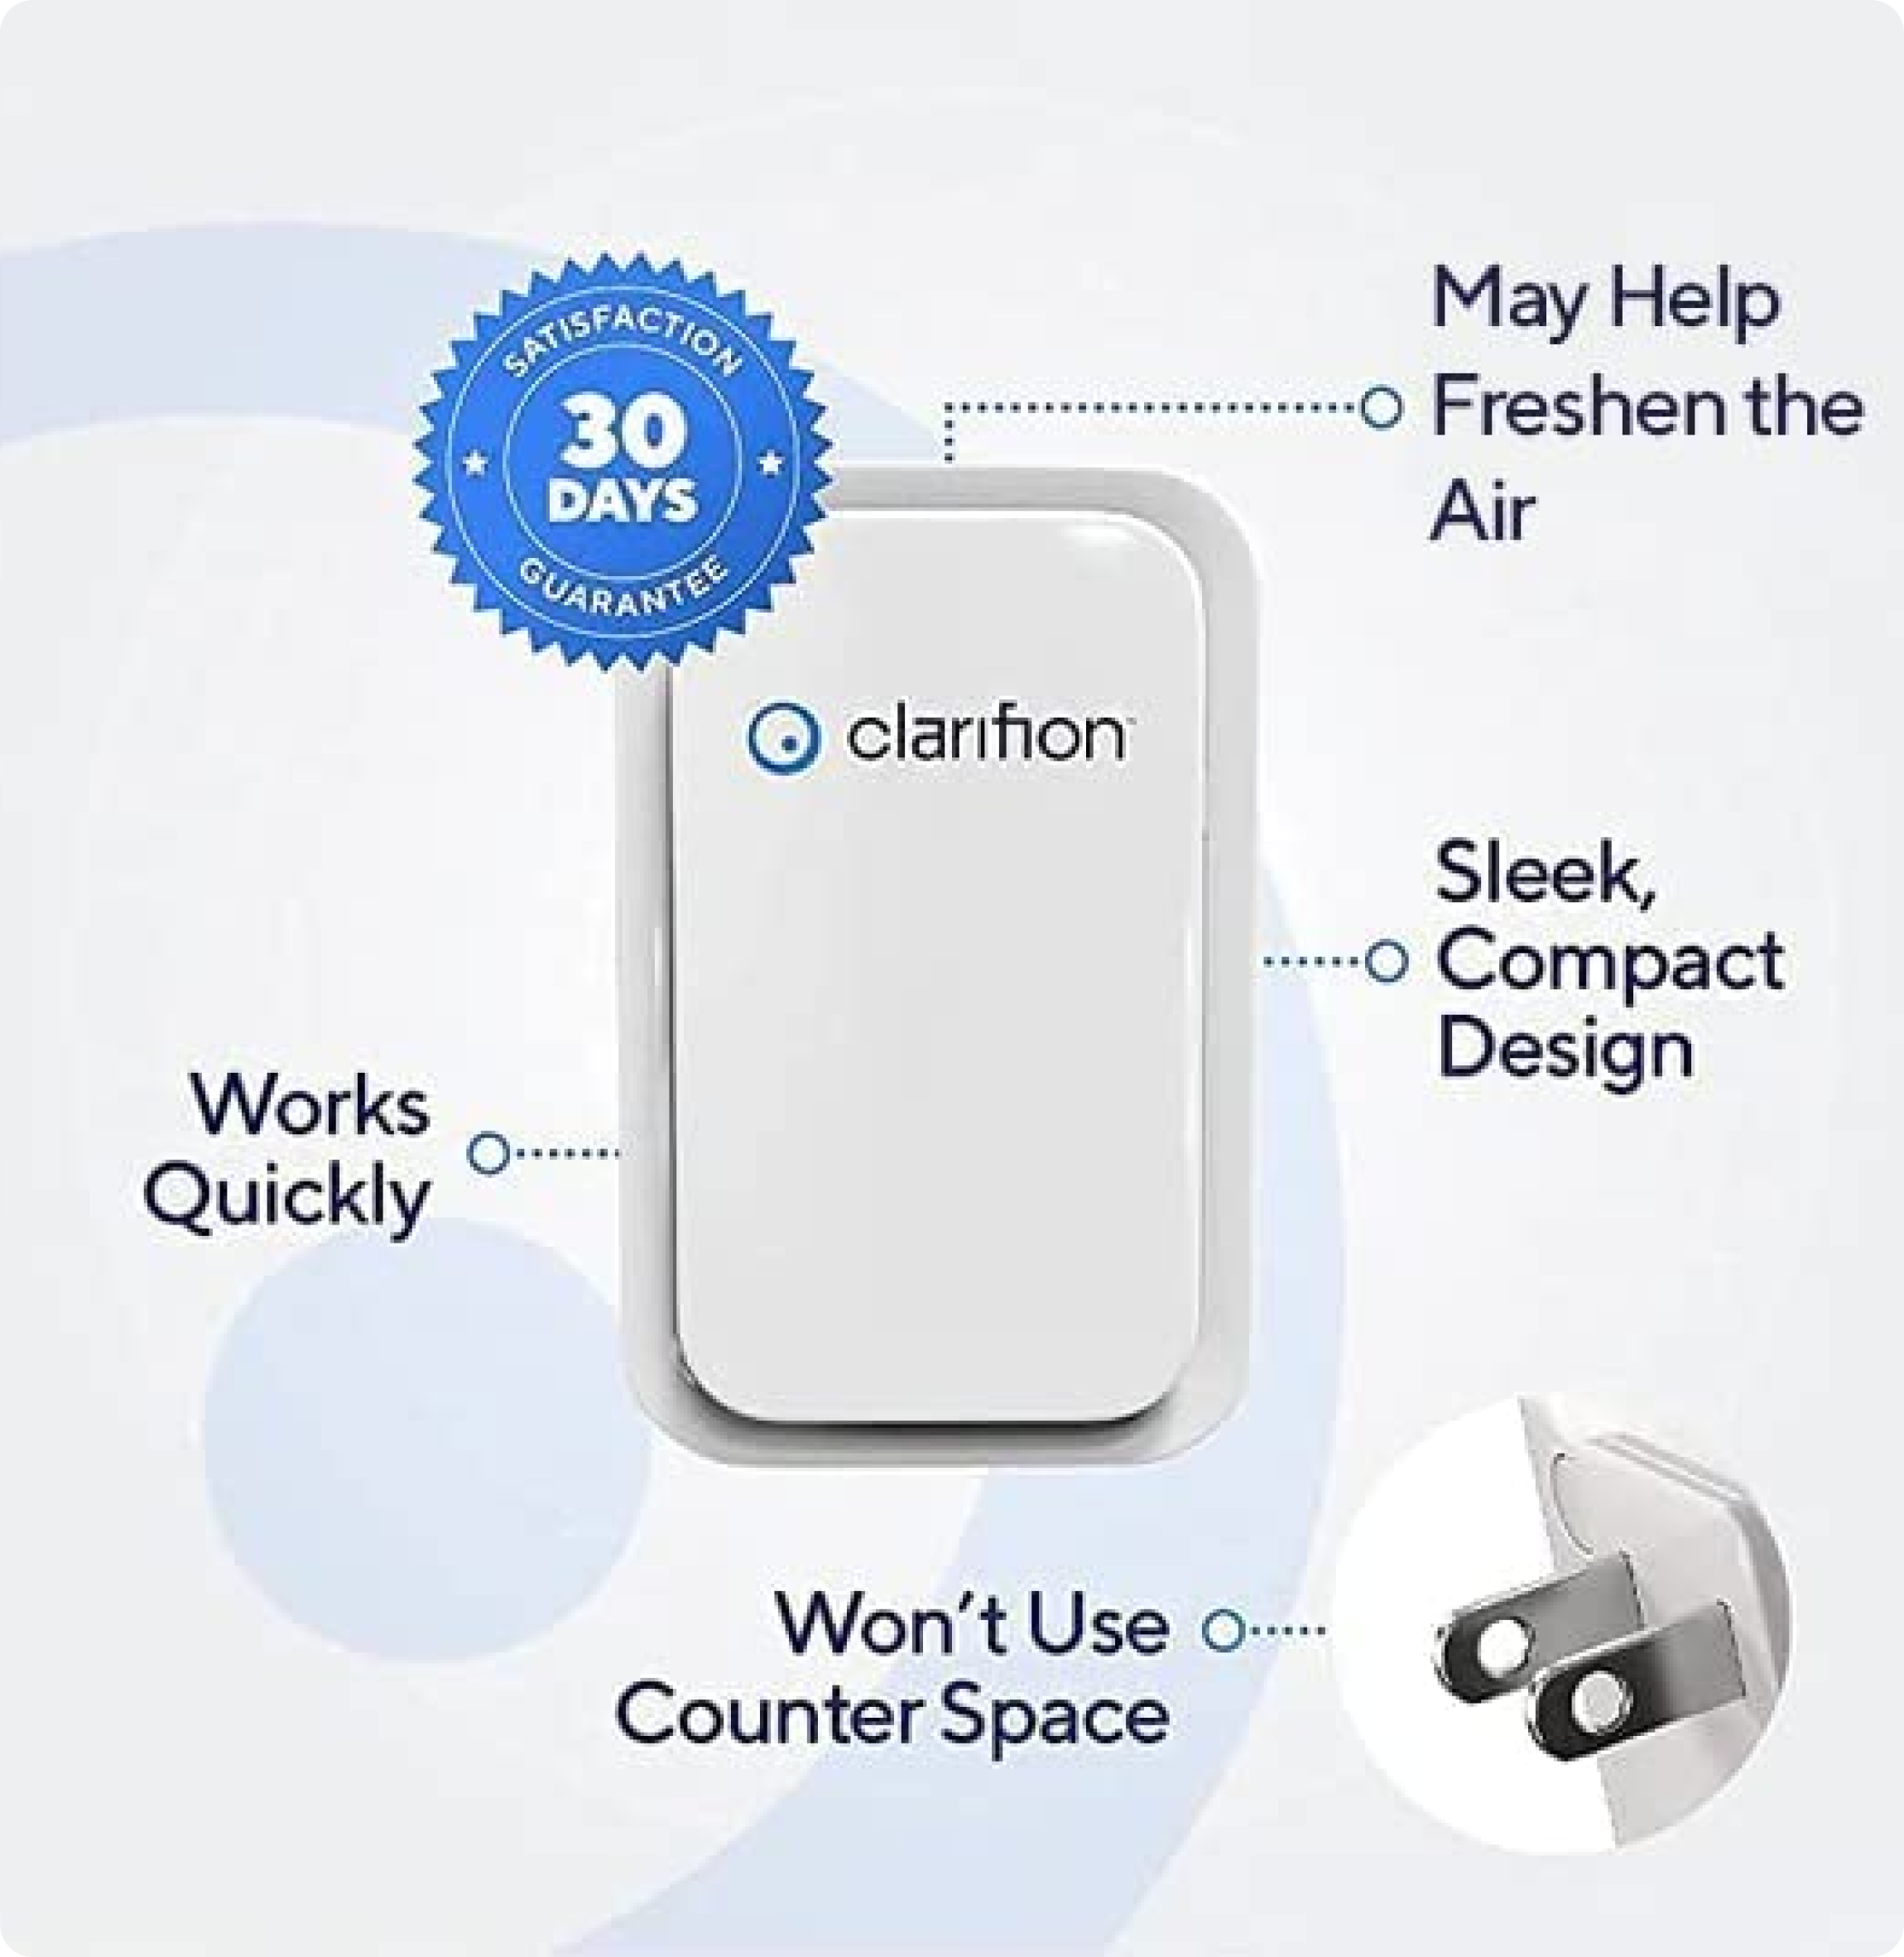 SATISFACTION
30
DAYS
GUARANTEE
May Help
Freshen the
Air
clarifion
Sleek,
Compact
Design
Works
Quickly
Won't Use
Counter Space